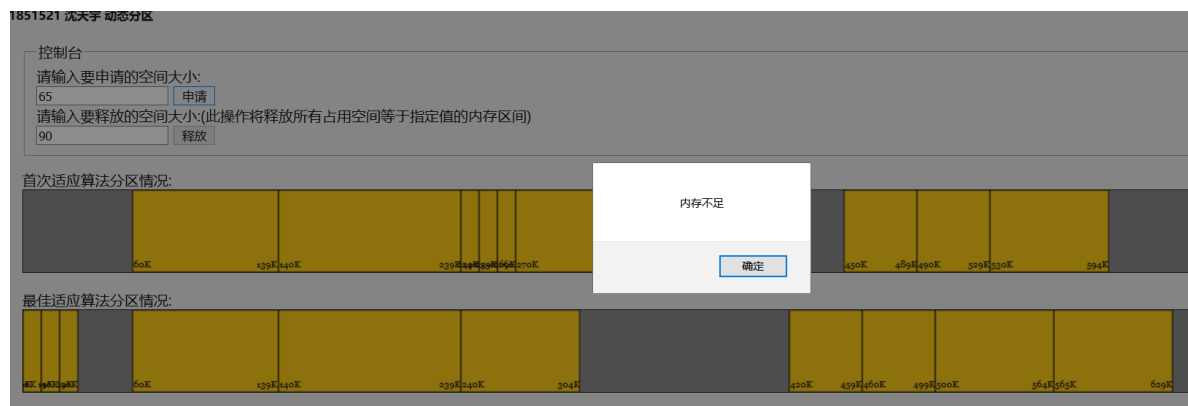 1851521 沈天宇 动态分区
控制台
请输入要申请的空间大小:
65 申请
请输入要释放的空间大小:(此操作将释放所有占用空间等于指定值的内存区间)
90 释放
首次适应算法分区情况:
60K 139K 140K 239K 270K 450K 489K 490K 529K 530K 594K
内存不足
确定
最佳适应算法分区情况:
60K 139K 140K 239K 240K 304K 420K 459K 460K 499K 500K 564K 565K 629K